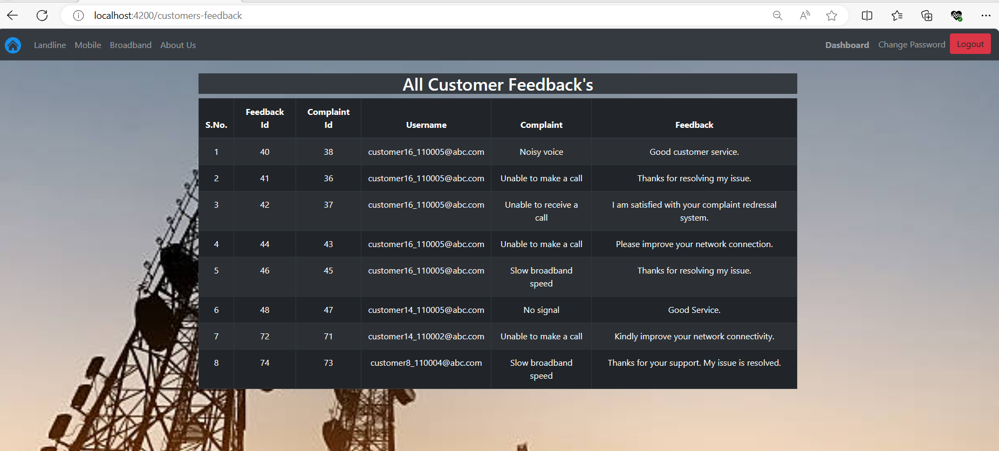 localhost:4200/customers-feedback
Landline Mobile Broadband About Us Dashboard Change Password Logout
All Customer Feedback's
S.No. Feedback Id Complaint Id Username Complaint Feedback
1 40 38 customer16_110005@abc.com Noisy voice Good customer service.
2 41 36 customer16_110005@abc.com Unable to make a call Thanks for resolving my issue.
3 42 37 customer16_110005@abc.com Unable to receive a call I am satisfied with your complaint redressal system.
4 44 43 customer16_110005@abc.com Unable to make a call Please improve your network connection.
5 46 45 customer16_110005@abc.com Slow broadband speed Thanks for resolving my issue.
6 48 47 customer14_110005@abc.com No signal Good Service.
7 72 71 customer14_110002@abc.com Unable to make a call Kindly improve your network connectivity.
8 74 73 customer8_110004@abc.com Slow broadband speed Thanks for your support. My issue is resolved.